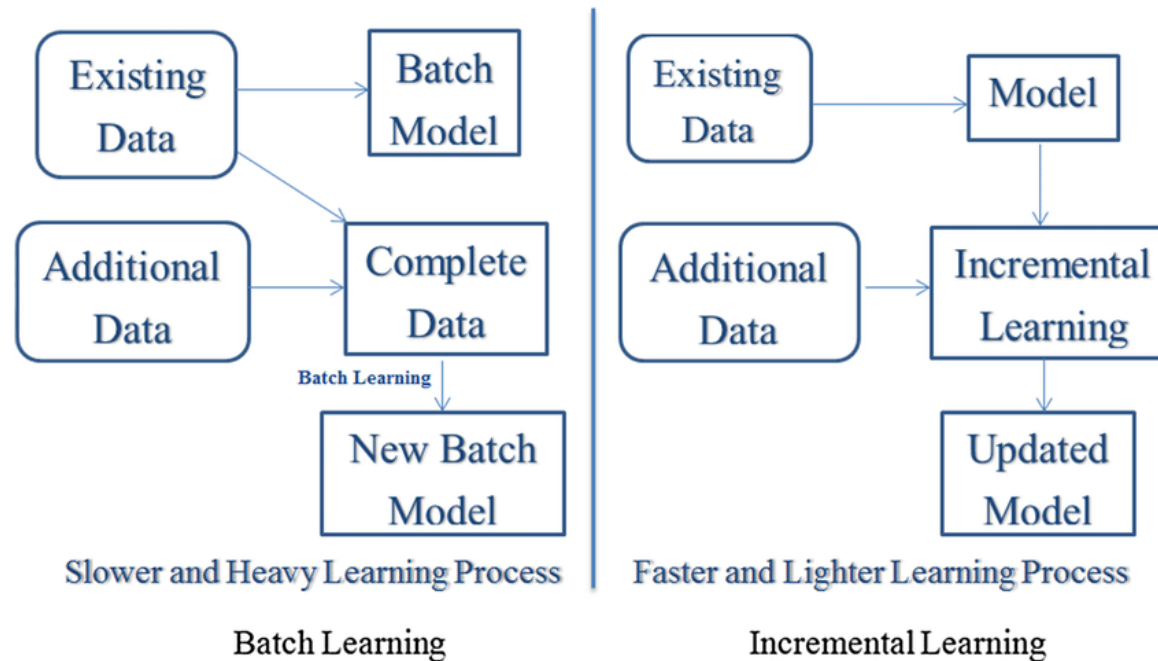 Existing
Data
Batch
Model
Additional
Data
Complete
Data
Batch Learning
New Batch
Model
Slower and Heavy Learning Process
Batch Learning
Existing
Data
Model
Additional
Data
Incremental
Learning
Updated
Model
Faster and Lighter Learning Process
Incremental Learning